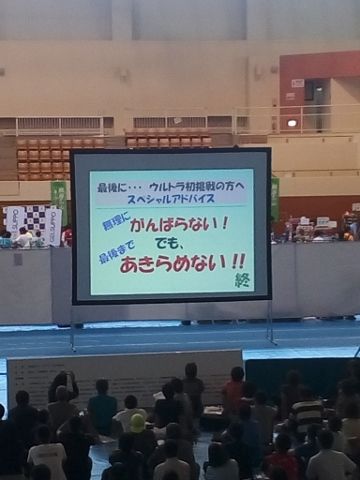 最後に・・・ ウルトラ初挑戦の方へ
スペシャルアドバイス
無理に がんばらない！
でも、
最後まで あきらめない!!
終